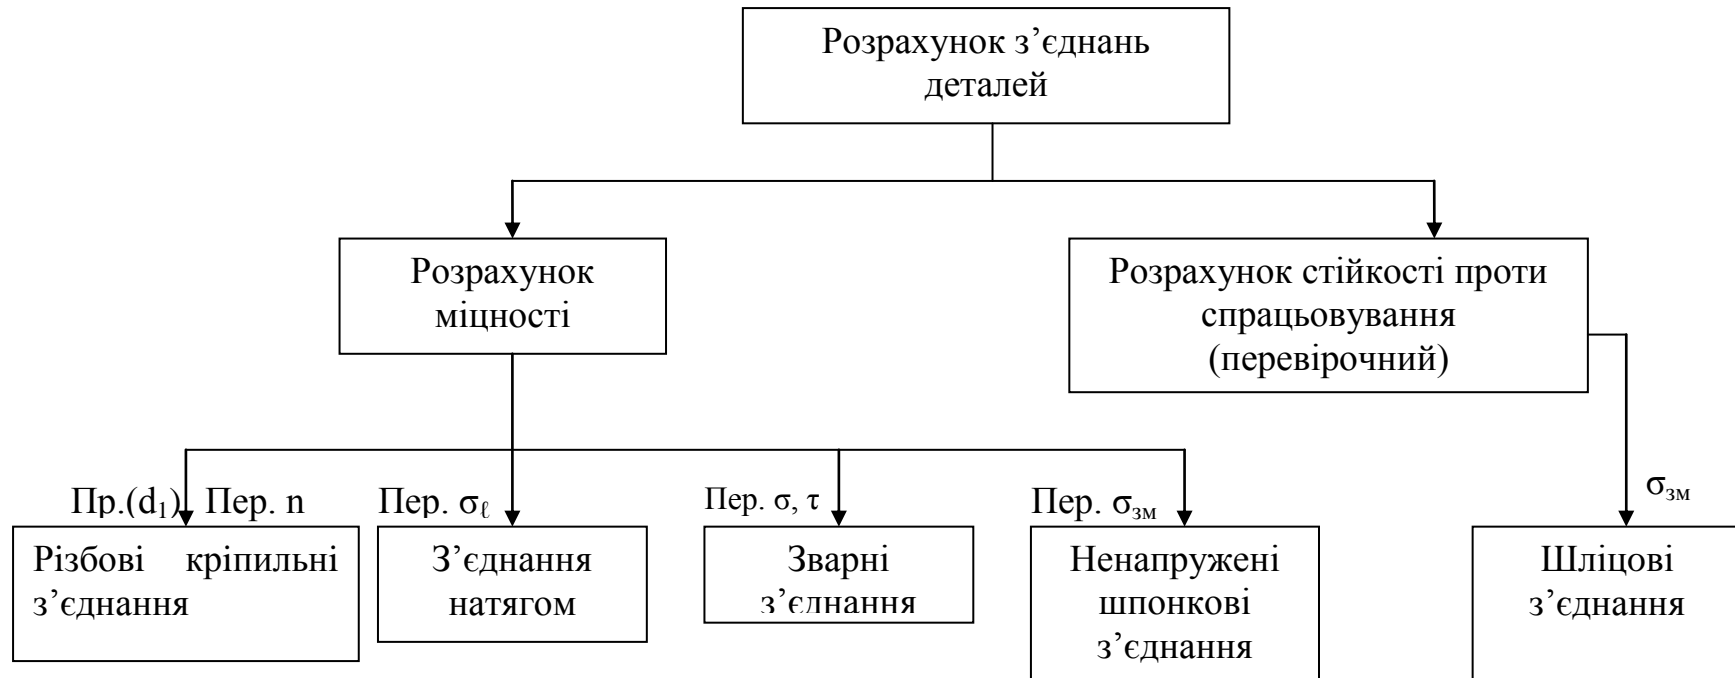 Розрахунок з’єднань
деталей
Розрахунок
міцності
Розрахунок стійкості проти
спрацьовування
(перевірочний)
Пр.(d₁) Пер. n
Пер. σℓ
Пер. σ, τ
Пер. σзм
σзм
Різбові кріпильні
з’єднання
З’єднання
натягом
Зварні
з’єднання
Ненапружені
шпонкові
з’єднання
Шліцові
з’єднання